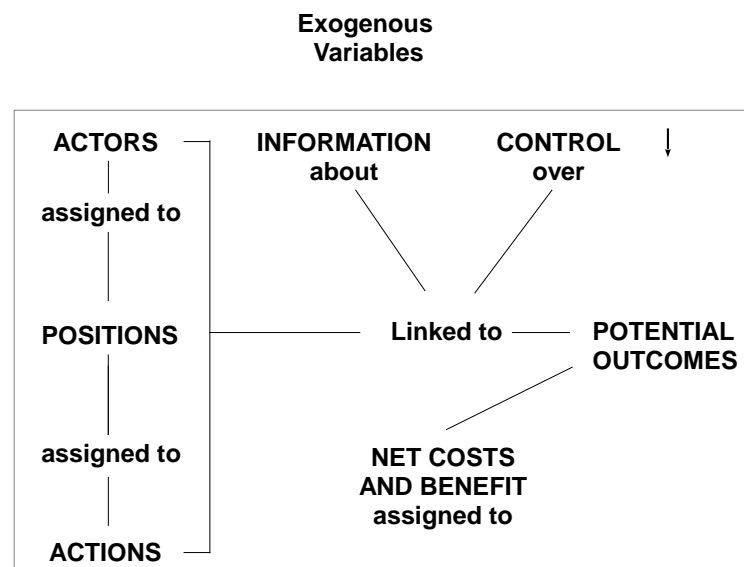 Exogenous
Variables
ACTORS
INFORMATION
about
CONTROL
over
assigned to
POSITIONS
Linked to
POTENTIAL
OUTCOMES
assigned to
NET COSTS
AND BENEFIT
assigned to
ACTIONS